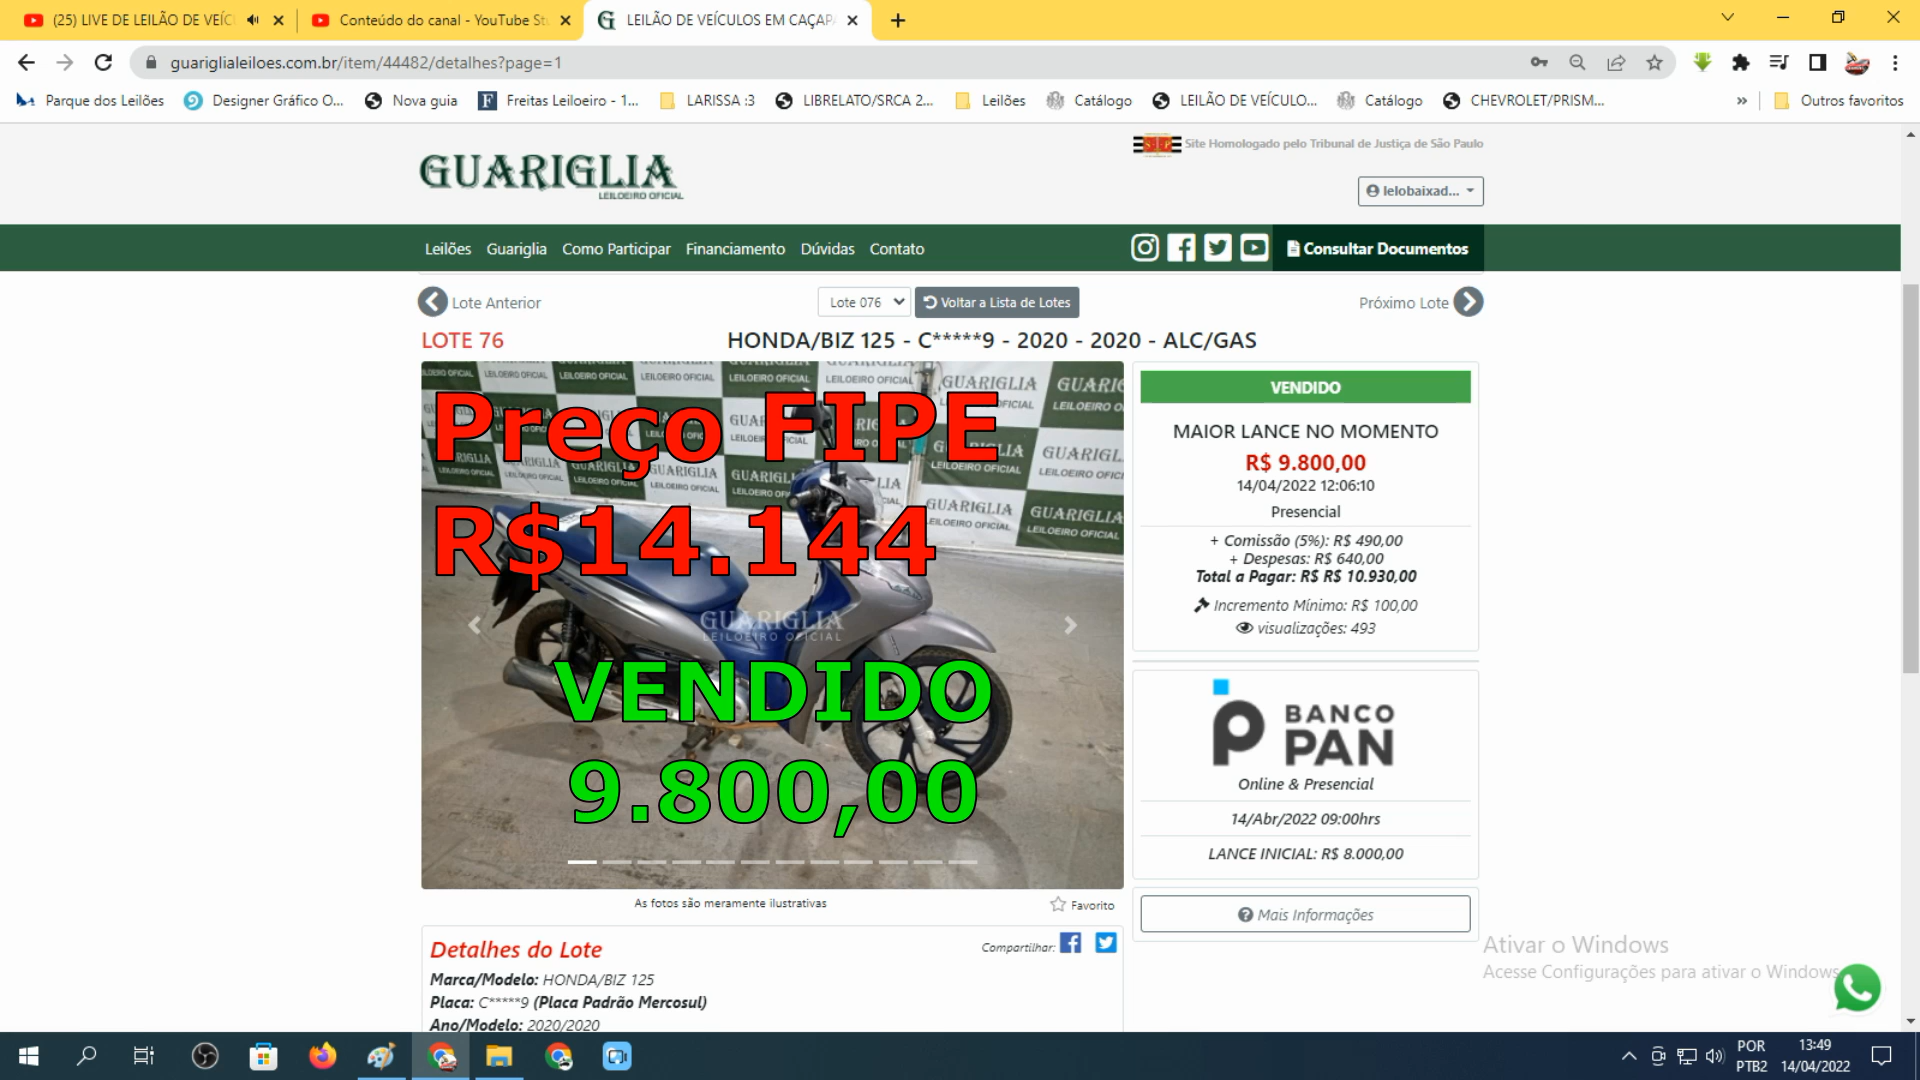 (25) LIVE DE LEILÃO DE VEÍC
Conteúdo do canal - YouTube St
LEILÃO DE VEÍCULOS EM CAÇAP
guariglialeiloes.com.br/item/44482/detalhes?page=1
Parque dos Leilões
Designer Gráfico O...
Nova guia
Freitas Leiloeiro - 1...
LARISSA :3
LIBRELATO/SRCA 2...
Leilões
Catálogo
LEILÃO DE VEÍCULO...
Catálogo
CHEVROLET/PRISM...
»
Outros favoritos
GUARIGLIA
LEILOEIRO OFICIAL
Site Homologado pelo Tribunal de Justiça de São Paulo
lelobaixad...
Leilões Guariglia Como Participar Financiamento Dúvidas Contato
Consultar Documentos
Lote Anterior
Lote 076
Voltar a Lista de Lotes
Próximo Lote
LOTE 76
HONDA/BIZ 125 - C*****9 - 2020 - 2020 - ALC/GAS
Preço FIPE
R$14.144
GUARIGLIA
LEILOEIRO OFICIAL
VENDIDO
9.800,00
As fotos são meramente ilustrativas
Favorito
VENDIDO
MAIOR LANCE NO MOMENTO
R$ 9.800,00
14/04/2022 12:06:10
Presencial
+ Comissão (5%): R$ 490,00
+ Despesas: R$ 640,00
Total a Pagar: R$ R$ 10.930,00
Incremento Mínimo: R$ 100,00
visualizações: 493
BANCO
PAN
Online & Presencial
14/Abr/2022 09:00hrs
LANCE INICIAL: R$ 8.000,00
Mais Informações
Detalhes do Lote
Compartilhar:
Marca/Modelo: HONDA/BIZ 125
Placa: C*****9 (Placa Padrão Mercosul)
Ano/Modelo: 2020/2020
Ativar o Windows
Acesse Configurações para ativar o Windows
POR
PTB2
13:49
14/04/2022